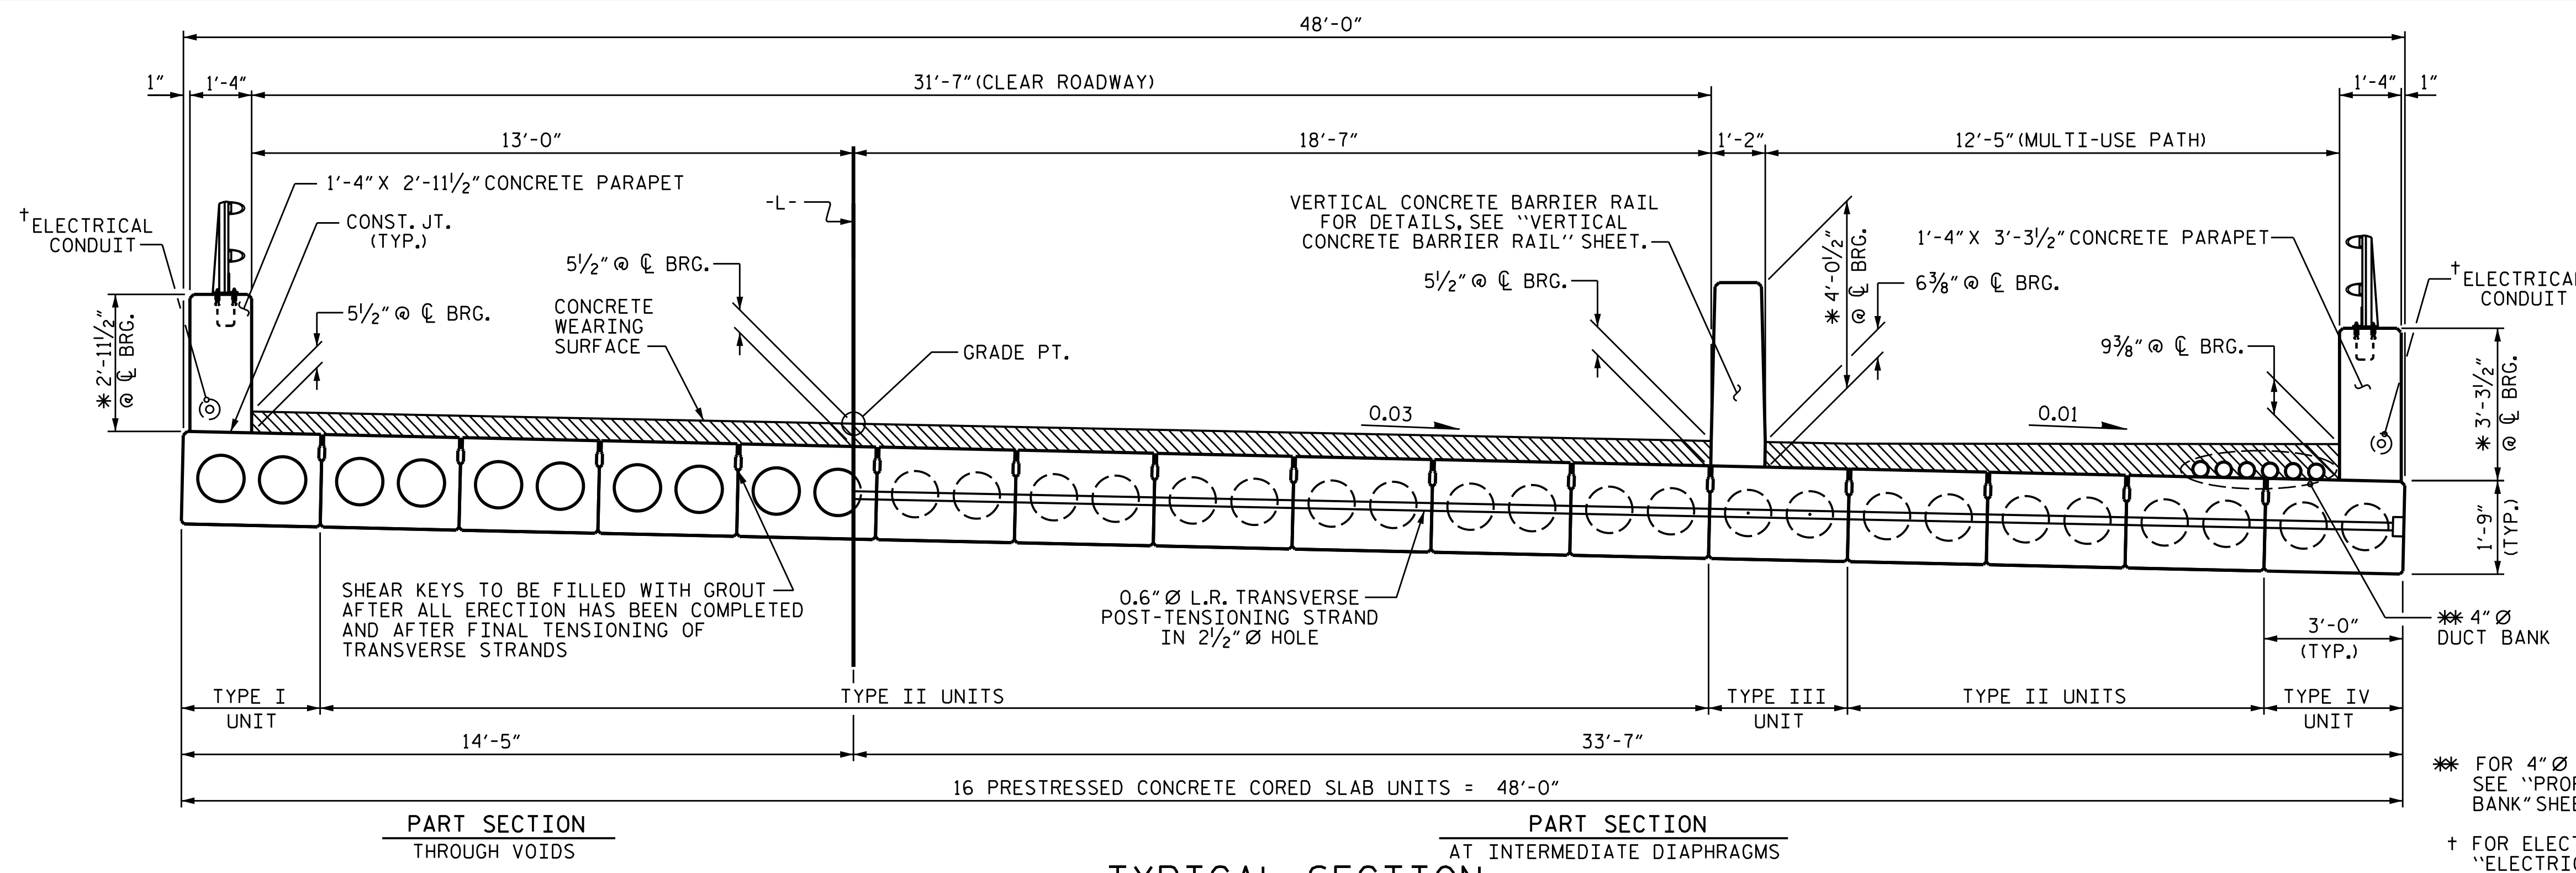 48'-0"
1"
1'-4"
31'-7" (CLEAR ROADWAY)
1'-4"
1"
13'-0"
18'-7"
1'-2"
12'-5" (MULTI-USE PATH)
1'-4" X 2'-11½" CONCRETE PARAPET
CONST. JT.
(TYP.)
†ELECTRICAL
CONDUIT
-L-
VERTICAL CONCRETE BARRIER RAIL
FOR DETAILS, SEE "VERTICAL
CONCRETE BARRIER RAIL" SHEET.
* 4'-0½"
@ ℄ BRG.
1'-4" X 3'-3½" CONCRETE PARAPET
†ELECTRICAL
CONDUIT
5½" @ ℄ BRG.
5½" @ ℄ BRG.
6⅜" @ ℄ BRG.
* 2'-11½"
@ ℄ BRG.
5½" @ ℄ BRG.
CONCRETE
WEARING
SURFACE
GRADE PT.
9⅜" @ ℄ BRG.
* 3'-3½"
@ ℄ BRG.
0.03
0.01
1'-9"
(TYP.)
SHEAR KEYS TO BE FILLED WITH GROUT
AFTER ALL ERECTION HAS BEEN COMPLETED
AND AFTER FINAL TENSIONING OF
TRANSVERSE STRANDS
0.6" Ø L.R. TRANSVERSE
POST-TENSIONING STRAND
IN 2½" Ø HOLE
3'-0"
(TYP.)
** 4" Ø
DUCT BANK
TYPE I
UNIT
TYPE II UNITS
TYPE III
UNIT
TYPE II UNITS
TYPE IV
UNIT
14'-5"
33'-7"
16 PRESTRESSED CONCRETE CORED SLAB UNITS = 48'-0"
PART SECTION
THROUGH VOIDS
PART SECTION
AT INTERMEDIATE DIAPHRAGMS
TYPICAL SECTION
** FOR 4" Ø
SEE
BANK" SHEE
† FOR ELECT
"ELECTRIC